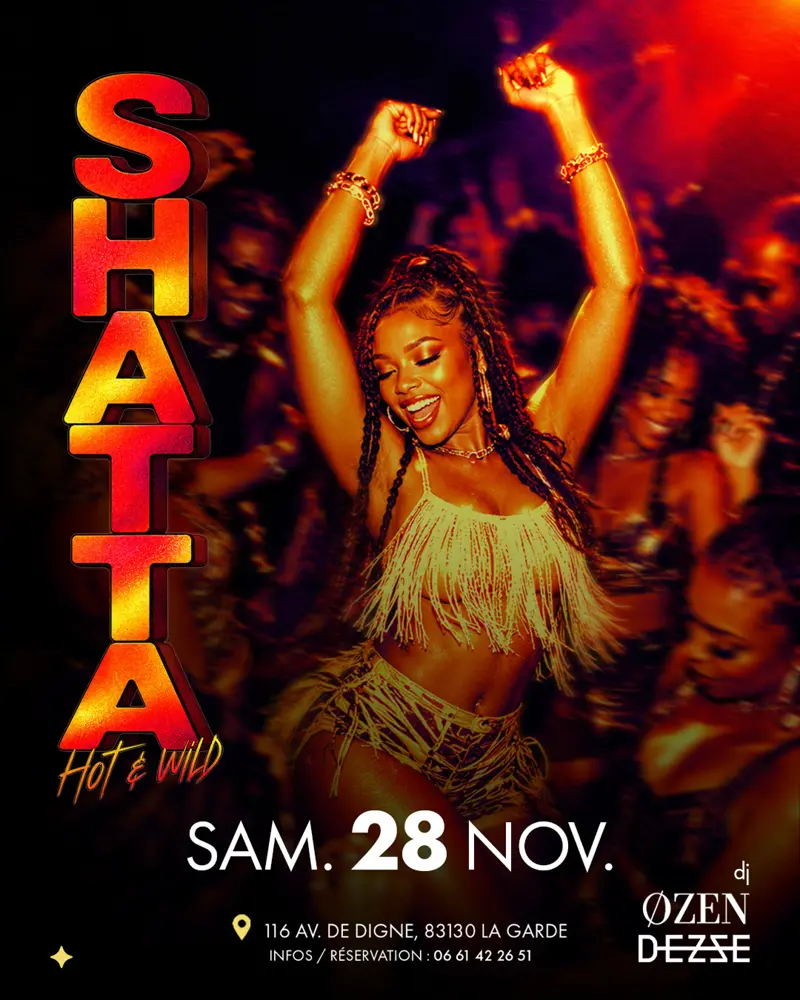 SHATTA
HOT & WILD
SAM. 28 NOV.
116 AV. DE DIGNE, 83130 LA GARDE
INFOS / RÉSERVATION : 06 61 42 26 51
dj
ØZEN
DEZSE